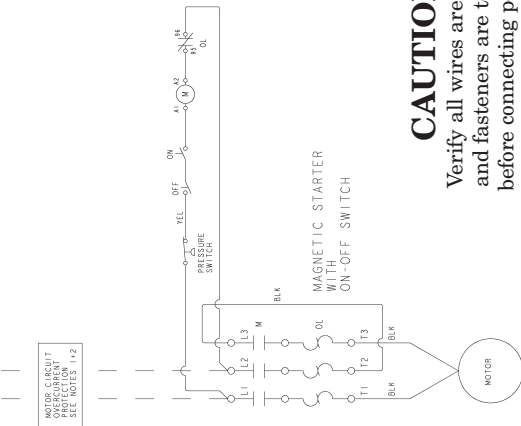 MOTOR CIRCUIT
OVERCURRENT
PROTECTION
SEE NOTES 1+2
96
95
OL
A2
M
A1
ON
OFF
YEL
PRESSURE
SWITCH
MAGNETIC STARTER
WITH
ON-OFF SWITCH
BLK
L1
L2
L3
M
OL
T1
T2
T3
BLK
BLK
MOTOR
CAUTIO
Verify all wires are
and fasteners are t
before connecting p